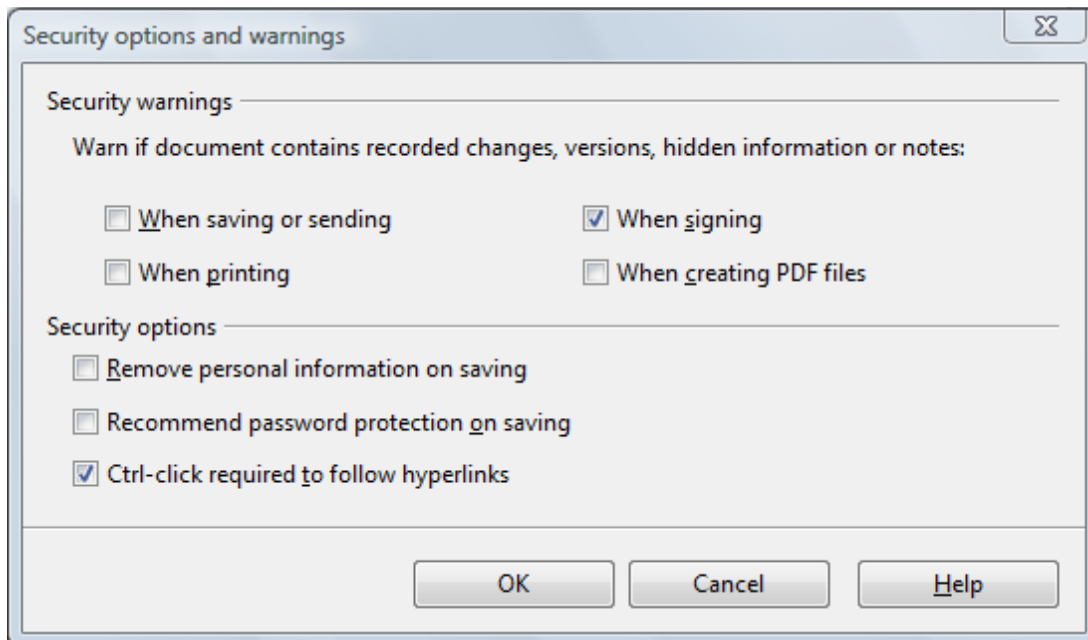 Security options and warnings
Security warnings
Warn if document contains recorded changes, versions, hidden information or notes:
When saving or sending
When signing
When printing
When creating PDF files
Security options
Remove personal information on saving
Recommend password protection on saving
Ctrl-click required to follow hyperlinks
OK Cancel Help